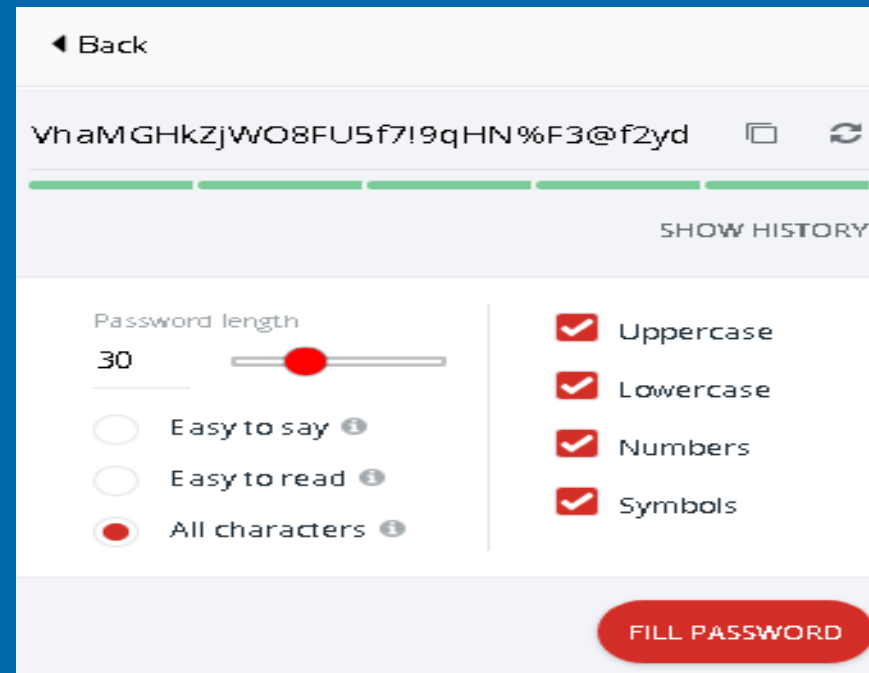 Back
VhaMGHkZjWO8FU5f7!9qHN%F3@f2yd
SHOW HISTORY
Password length
30
Easy to say
Easy to read
All characters
Uppercase
Lowercase
Numbers
Symbols
FILL PASSWORD